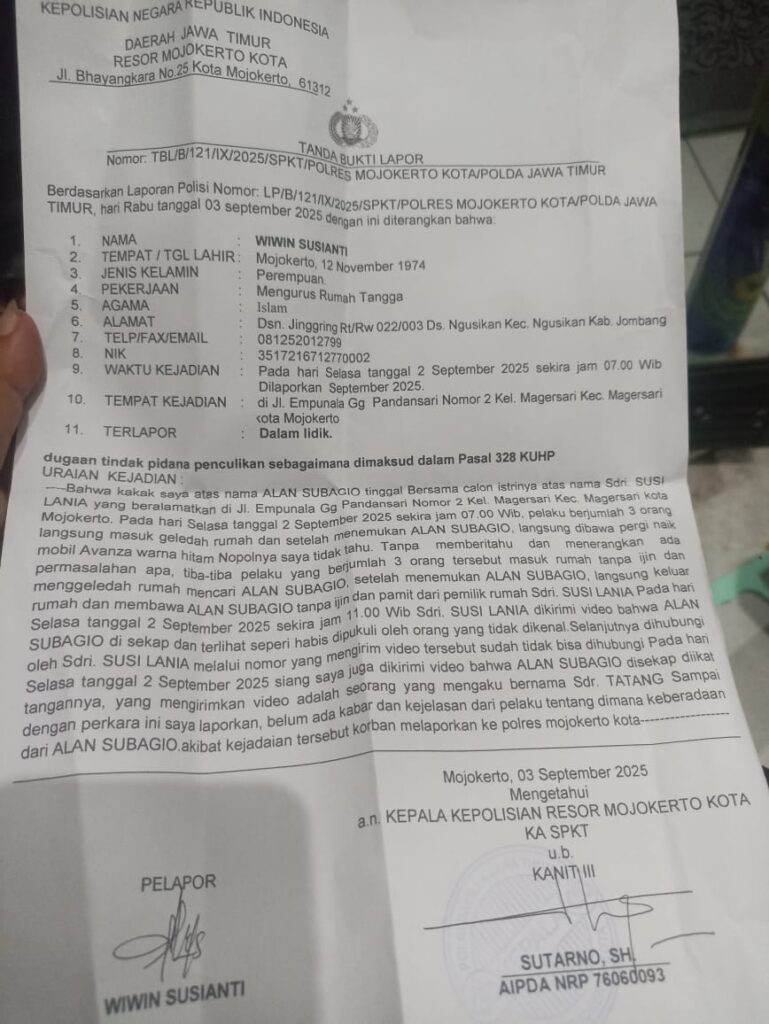 KEPOLISIAN NEGARA REPUBLIK INDONESIA
DAERAH JAWA TIMUR
RESOR MOJOKERTO KOTA
Jl. Bhayangkara No.25 Kota Mojokerto, 61312
TANDA BUKTI LAPOR
Nomor: TBL/B/121/IX/2025/SPKT/POLRES MOJOKERTO KOTA/POLDA JAWA TIMUR
Berdasarkan Laporan Polisi Nomor: LP/B/121/IX/2025/SPKT/POLRES MOJOKERTO KOTA/POLDA JAWA
TIMUR, hari Rabu tanggal 03 september 2025 dengan ini diterangkan bahwa:
1. NAMA : WIWIN SUSIANTI
2. TEMPAT / TGL LAHIR : Mojokerto, 12 November 1974
3. JENIS KELAMIN : Perempuan.
4. PEKERJAAN : Mengurus Rumah Tangga
5. AGAMA : Islam
6. ALAMAT : Dsn. Jinggring Rt/Rw 022/003 Ds. Ngusikan Kec. Ngusikan Kab. Jombang
7. TELP/FAX/EMAIL : 081252012799
8. NIK : 3517216712770002
9. WAKTU KEJADIAN : Pada hari Selasa tanggal 2 September 2025 sekira jam 07.00 Wib
Dilaporkan September 2025.
10. TEMPAT KEJADIAN : di Jl. Empunala Gg Pandansari Nomor 2 Kel. Magersari Kec. Magersari
kota Mojokerto
11. TERLAPOR : Dalam lidik.
dugaan tindak pidana penculikan sebagaimana dimaksud dalam Pasal 328 KUHP
URAIAN KEJADIAN :
----Bahwa kakak saya atas nama ALAN SUBAGIO tinggal Bersama calon istrinya atas nama Sdri. SUSI
LANIA yang beralamatkan di Jl. Empunala Gg Pandansari Nomor 2 Kel. Magersari Kec. Magersari kota
Mojokerto. Pada hari Selasa tanggal 2 September 2025 sekira jam 07.00 Wib, pelaku berjumlah 3 orang
langsung masuk geledah rumah dan setelah menemukan ALAN SUBAGIO, langsung dibawa pergi naik
mobil Avanza warna hitam Nopolnya saya tidak tahu. Tanpa memberitahu dan menerangkan ada
permasalahan apa, tiba-tiba pelaku yang berjumlah 3 orang tersebut masuk rumah tanpa ijin dan
menggeledah rumah mencari ALAN SUBAGIO, setelah menemukan ALAN SUBAGIO, langsung keluar
rumah dan membawa ALAN SUBAGIO tanpa ijin dan pamit dari pemilik rumah Sdri. SUSI LANIA Pada hari
Selasa tanggal 2 September 2025 sekira jam 11.00 Wib Sdri. SUSI LANIA dikirimi video bahwa ALAN
SUBAGIO di sekap dan terlihat seperi habis dipukuli oleh orang yang tidak dikenal.Selanjutnya dihubungi
oleh Sdri. SUSI LANIA melalui nomor yang mengirim video tersebut sudah tidak bisa dihubungi Pada hari
Selasa tanggal 2 September 2025 siang saya juga dikirimi video bahwa ALAN SUBAGIO disekap diikat
tangannya, yang mengirimkan video adalah seorang yang mengaku bernama Sdr. TATANG Sampai
dengan perkara ini saya laporkan, belum ada kabar dan kejelasan dari pelaku tentang dimana keberadaan
dari ALAN SUBAGIO.akibat kejadaian tersebut korban melaporkan ke polres mojokerto kota-----------------
Mojokerto, 03 September 2025
Mengetahui
a.n. KEPALA KEPOLISIAN RESOR MOJOKERTO KOTA
KA SPKT
u.b.
KANIT III
PELAPOR
SUTARNO, SH.
AIPDA NRP 76060093
WIWIN SUSIANTI